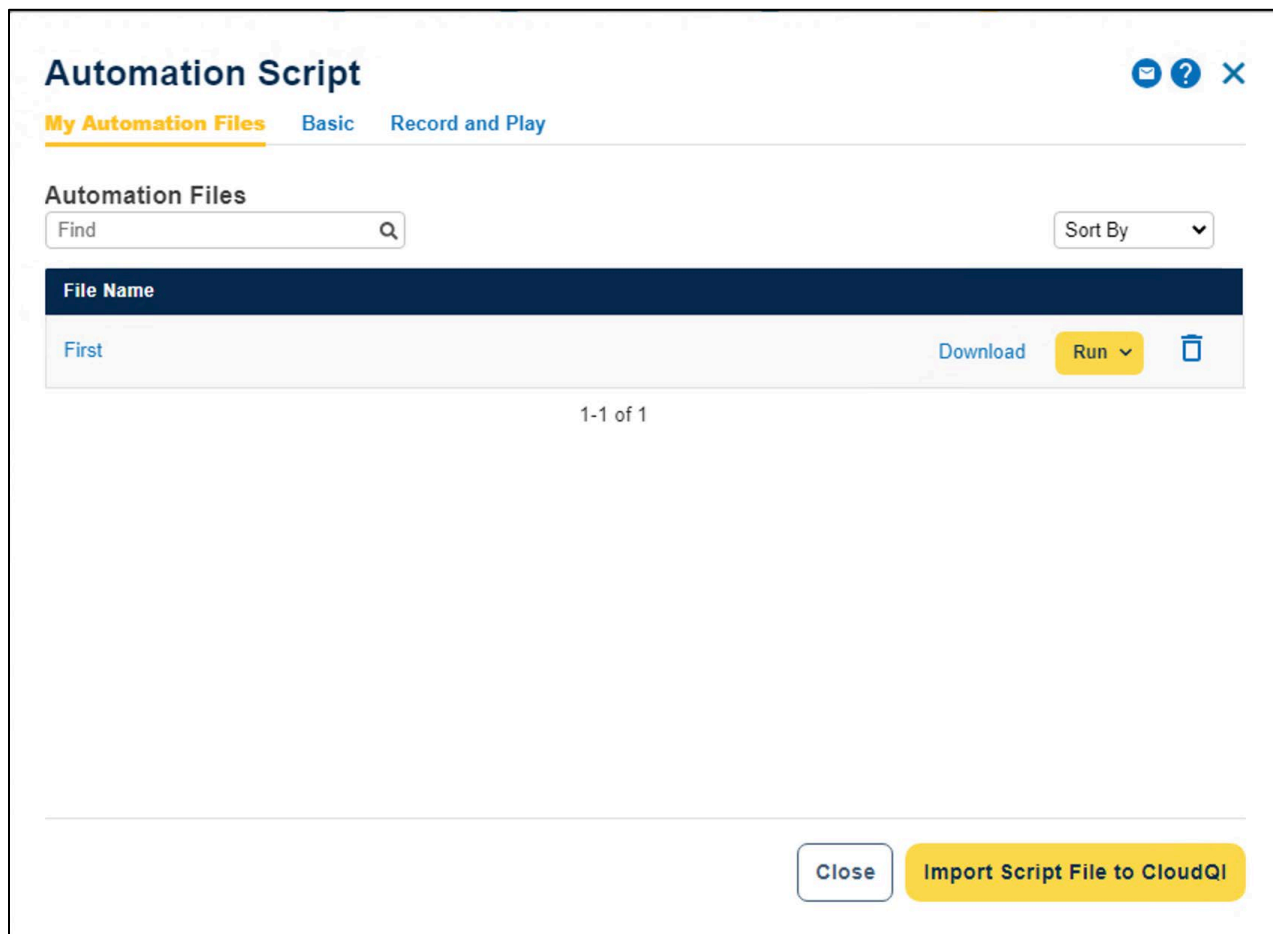 Automation Script
My Automation Files Basic Record and Play
Automation Files
Find
Sort By
File Name
First Download Run
1-1 of 1
Close Import Script File to CloudQI